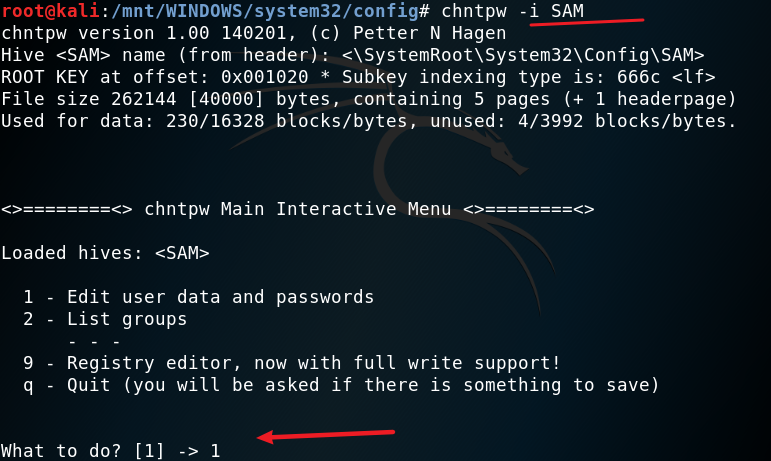 root@kali:/mnt/WINDOWS/system32/config# chntpw -i SAM
chntpw version 1.00 140201, (c) Petter N Hagen
Hive <SAM> name (from header): <\SystemRoot\System32\Config\SAM>
ROOT KEY at offset: 0x001020 * Subkey indexing type is: 666c <lf>
File size 262144 [40000] bytes, containing 5 pages (+ 1 headerpage)
Used for data: 230/16328 blocks/bytes, unused: 4/3992 blocks/bytes.
<>========<> chntpw Main Interactive Menu <>========<>
Loaded hives: <SAM>
1 - Edit user data and passwords
2 - List groups
- - -
9 - Registry editor, now with full write support!
q - Quit (you will be asked if there is something to save)
What to do? [1] -> 1